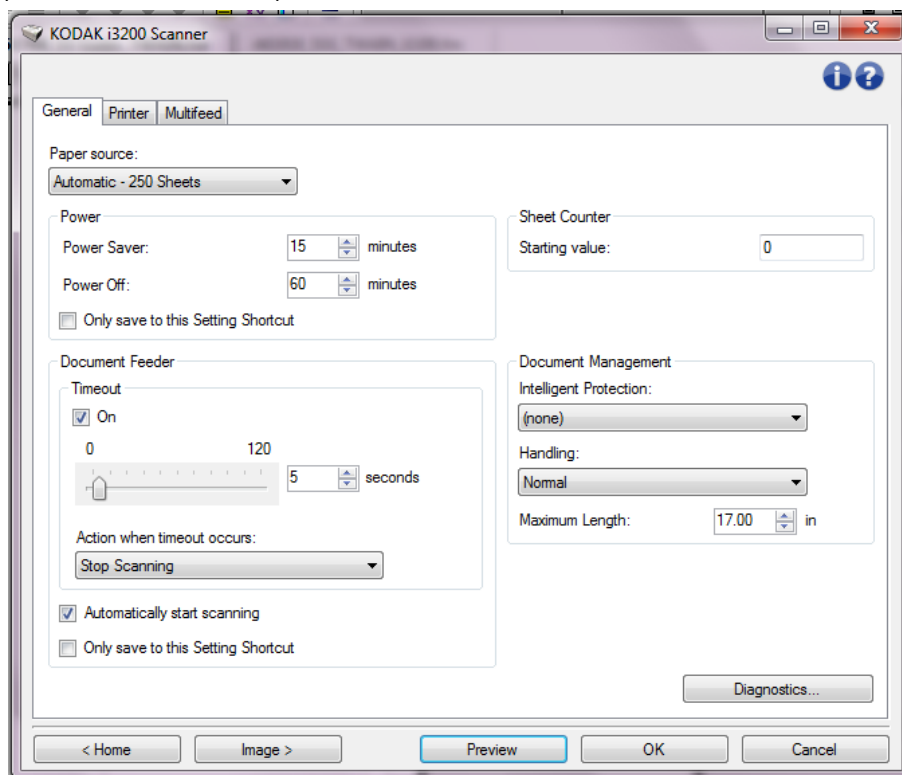 KODAK i3200 Scanner
General Printer Multifeed
Paper source:
Automatic - 250 Sheets
Power
Power Saver: 15 minutes
Power Off: 60 minutes
Only save to this Setting Shortcut
Sheet Counter
Starting value: 0
Document Feeder
Timeout
On
0 120
5 seconds
Action when timeout occurs:
Stop Scanning
Automatically start scanning
Only save to this Setting Shortcut
Document Management
Intelligent Protection:
(none)
Handling:
Normal
Maximum Length: 17.00 in
Diagnostics...
< Home Image > Preview OK Cancel